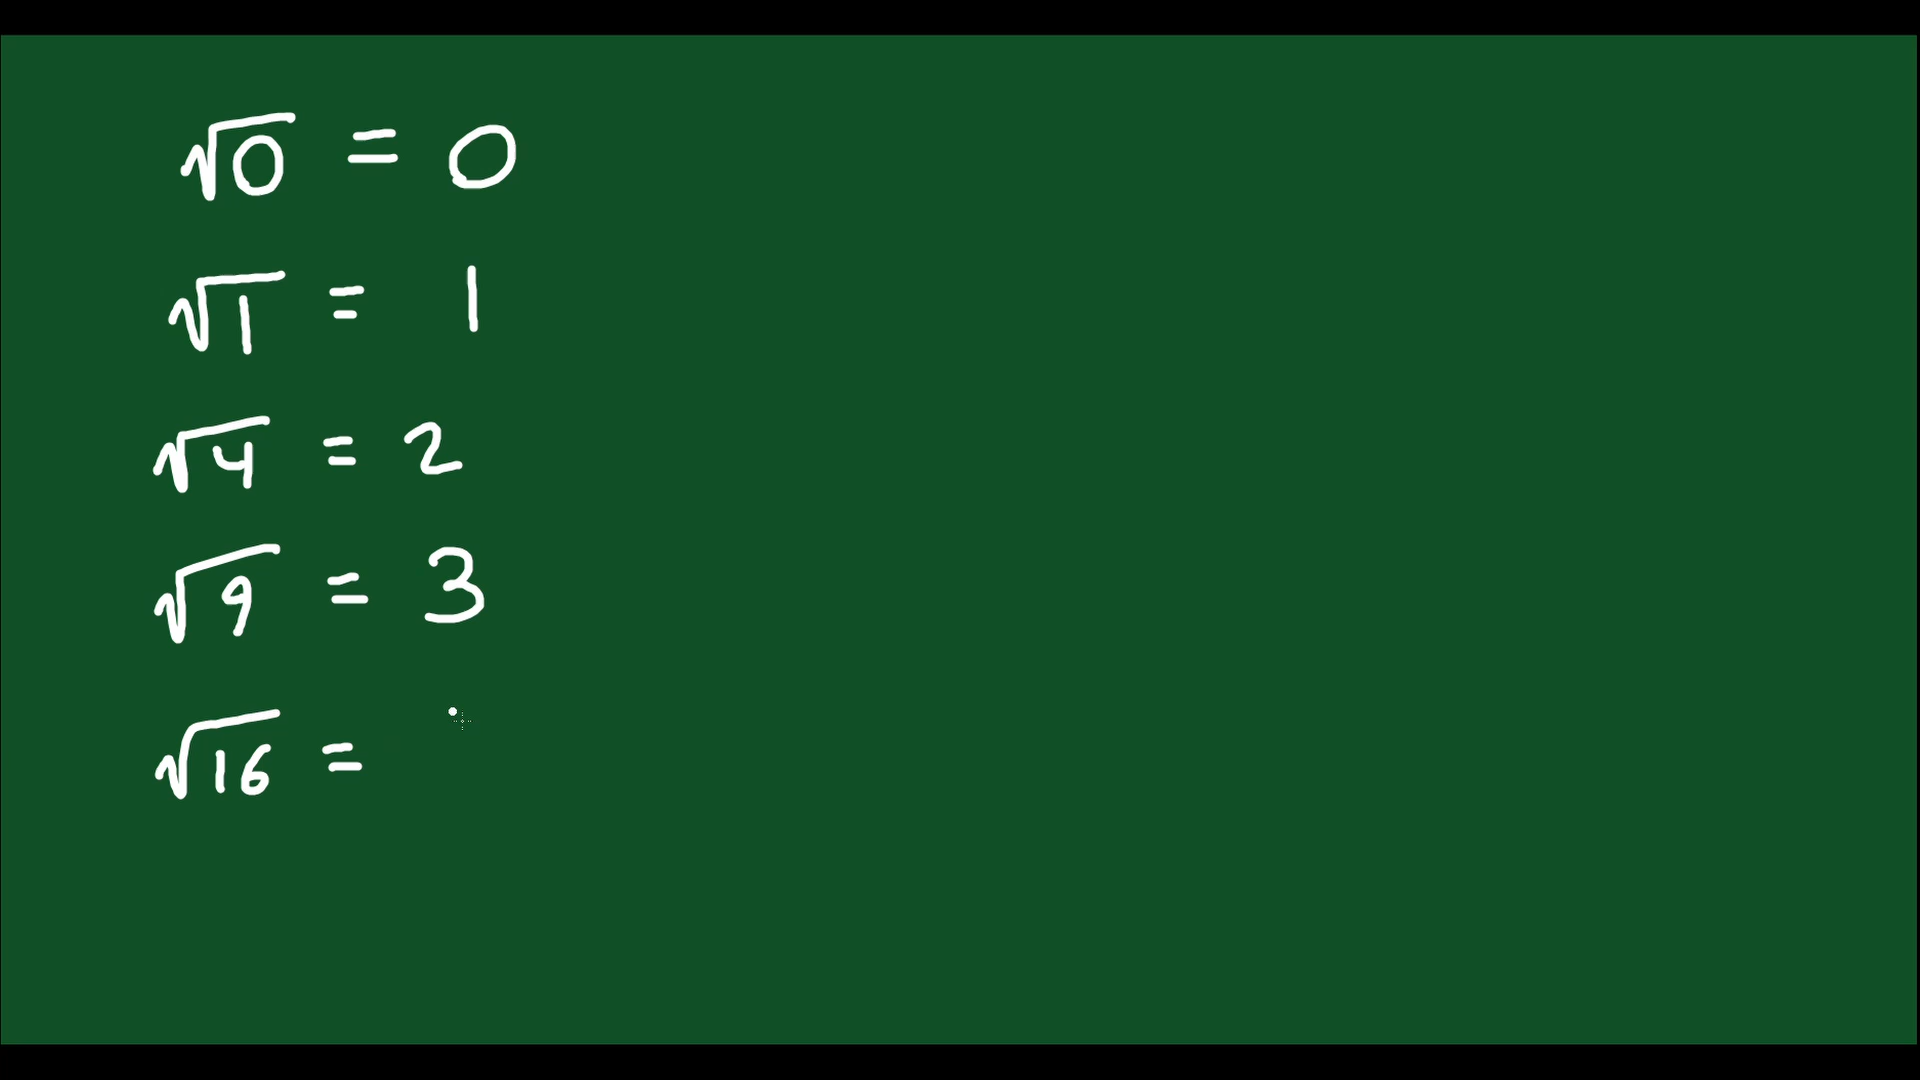 √0 = 0
√1 = 1
√4 = 2
√9 = 3
√16 =